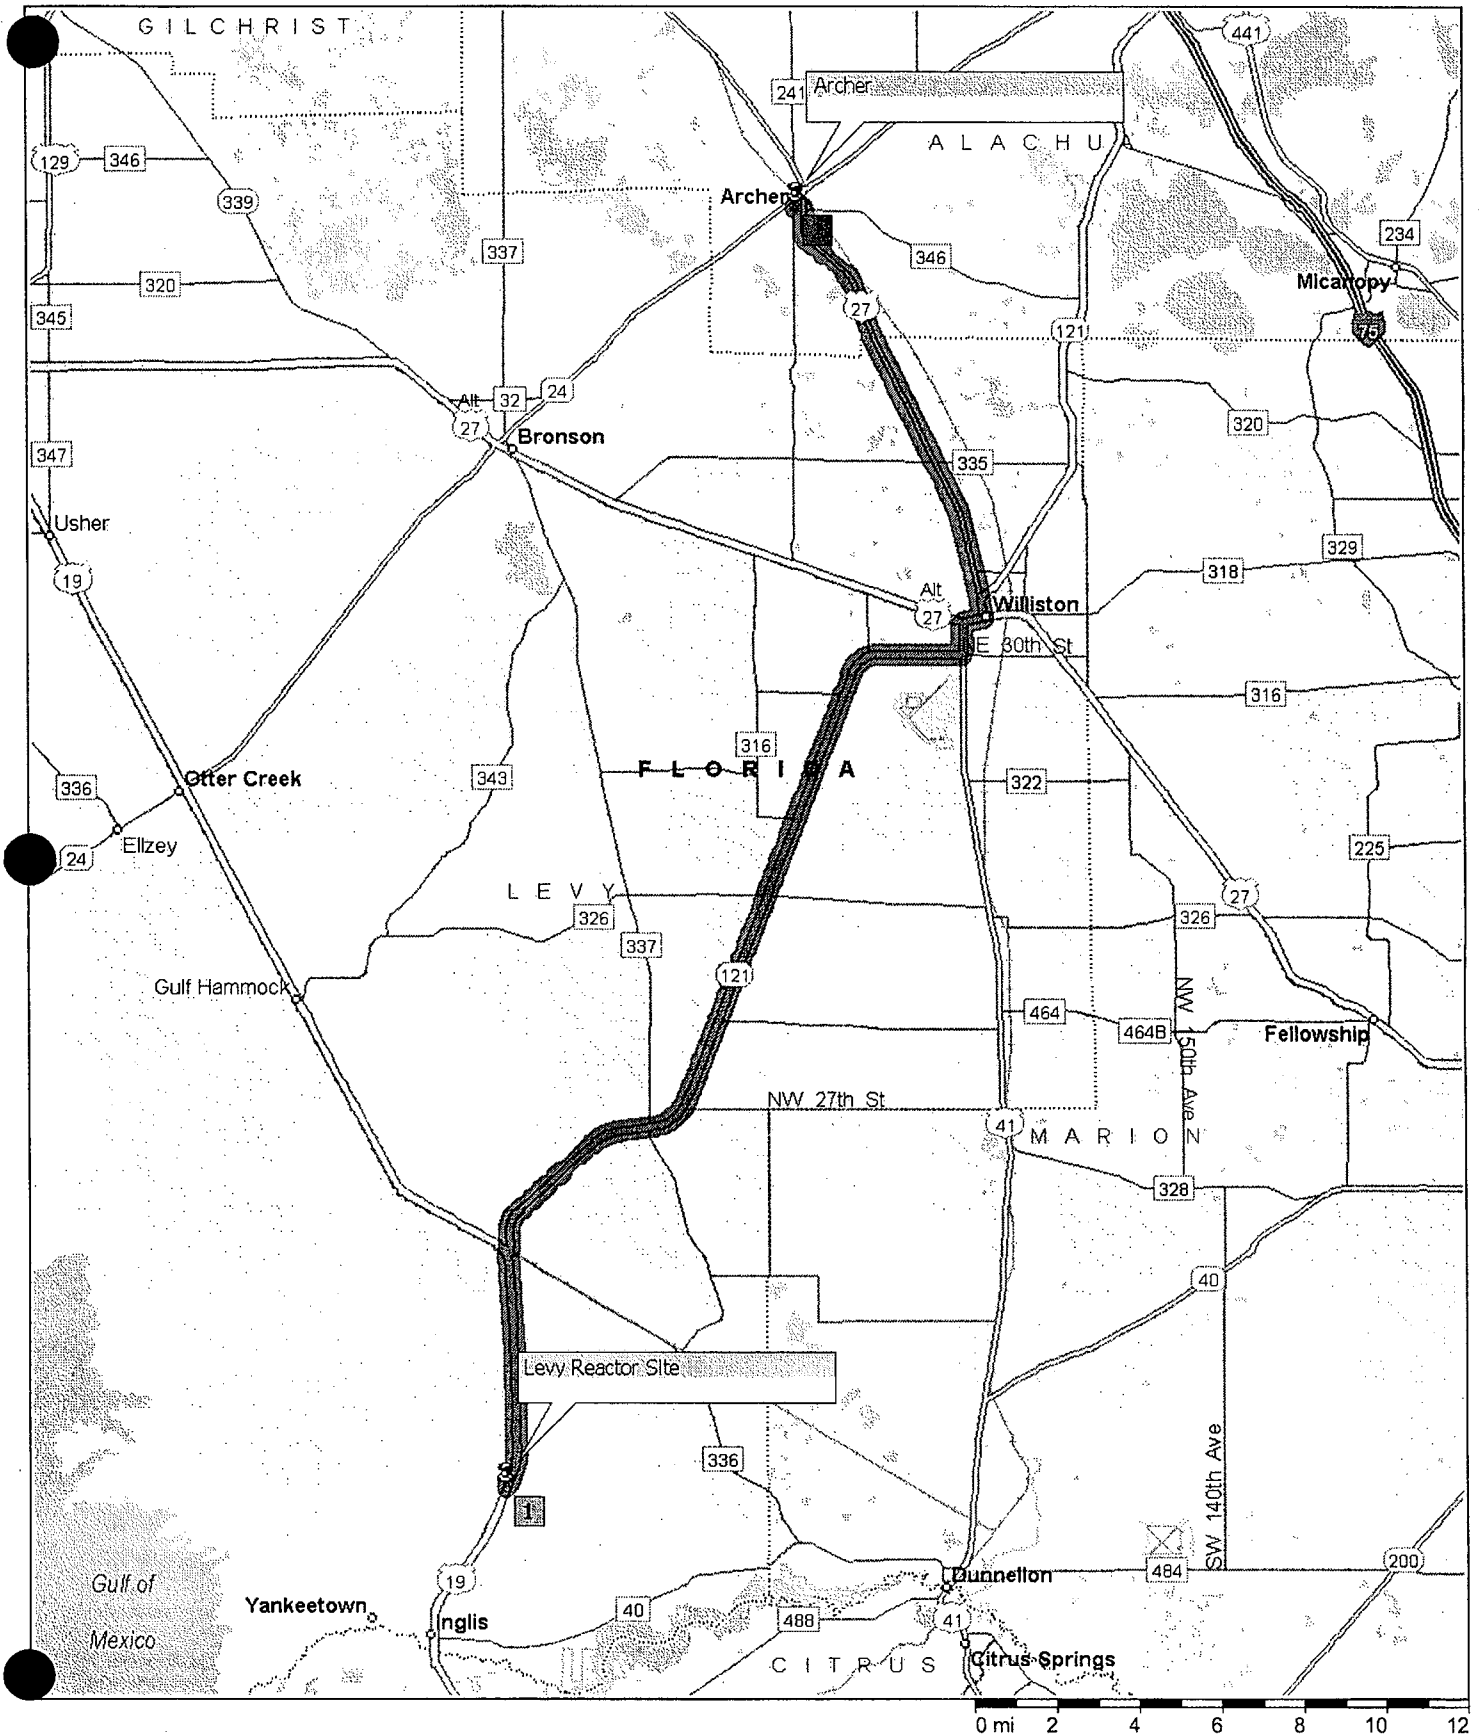 GILCHRIST
441
241
Archer
ALACHUA
129
346
339
Archer
234
337
346
Micanopy
320
27
345
121
75
24
Alt
32
320
27
Bronson
347
335
Usher
329
19
318
Alt
Williston
27
E 30th St
316
316
FLORIDA
343
322
Otter Creek
336
Ellzey
225
24
27
LEVY
326
326
337
121
Gulf Hammock
NW 150th Ave
464
464B
Fellowship
NW 27th St
41
MARION
328
40
Levy Reactor Site
336
SW 140th Ave
1
200
484
Dunnellon
Gulf of
19
Yankeetown
40
488
41
nglis
Mexico
CITRUS
Citrus Springs
0 mi 2 4 6 8 10 12